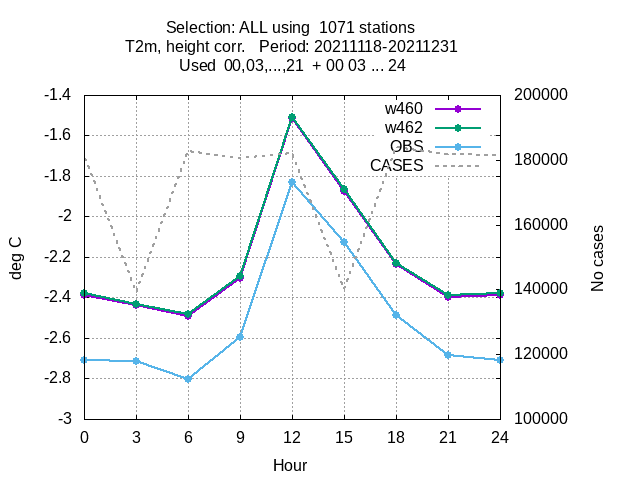 Selection: ALL using  1071 stations
T2m, height corr.   Period: 20211118-20211231
Used  00,03,...,21  + 00 03 ... 24
-1.4
-1.6
-1.8
-2
-2.2
-2.4
-2.6
-2.8
-3
deg C
w460
w462
OBS
CASES
200000
180000
160000
140000
120000
100000
No cases
0 3 6 9 12 15 18 21 24
Hour